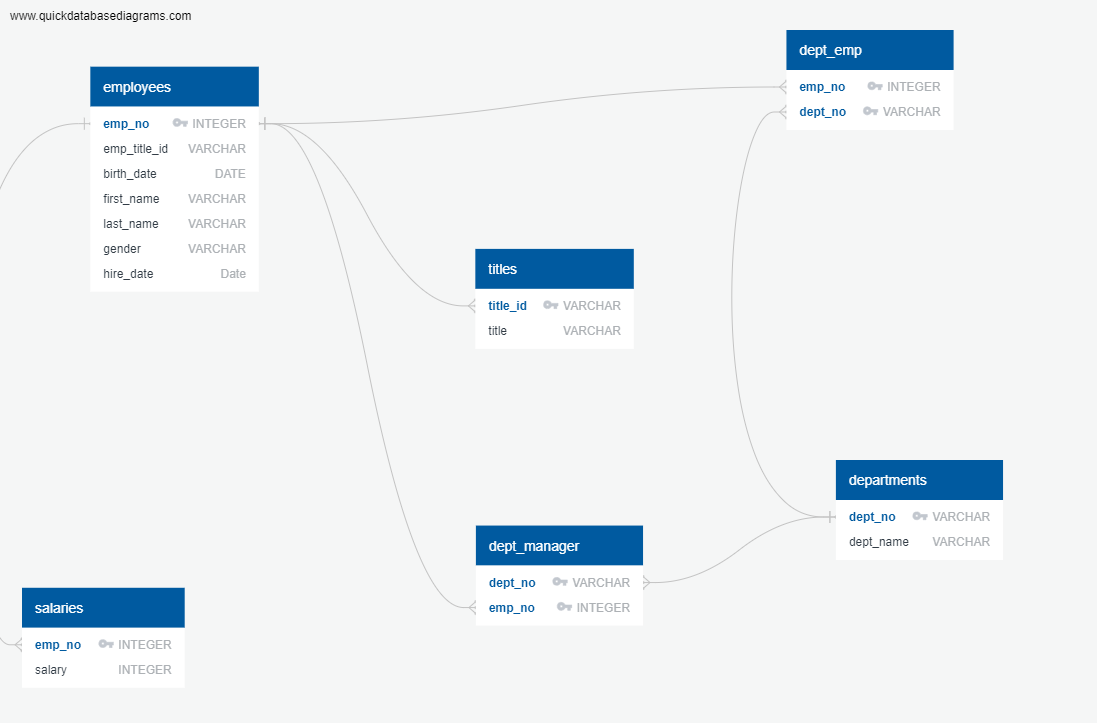 www.quickdatabasediagrams.com
employees
emp_no INTEGER
emp_title_id VARCHAR
birth_date DATE
first_name VARCHAR
last_name VARCHAR
gender VARCHAR
hire_date Date
dept_emp
emp_no INTEGER
dept_no VARCHAR
titles
title_id VARCHAR
title VARCHAR
departments
dept_no VARCHAR
dept_name VARCHAR
dept_manager
dept_no VARCHAR
emp_no INTEGER
salaries
emp_no INTEGER
salary INTEGER